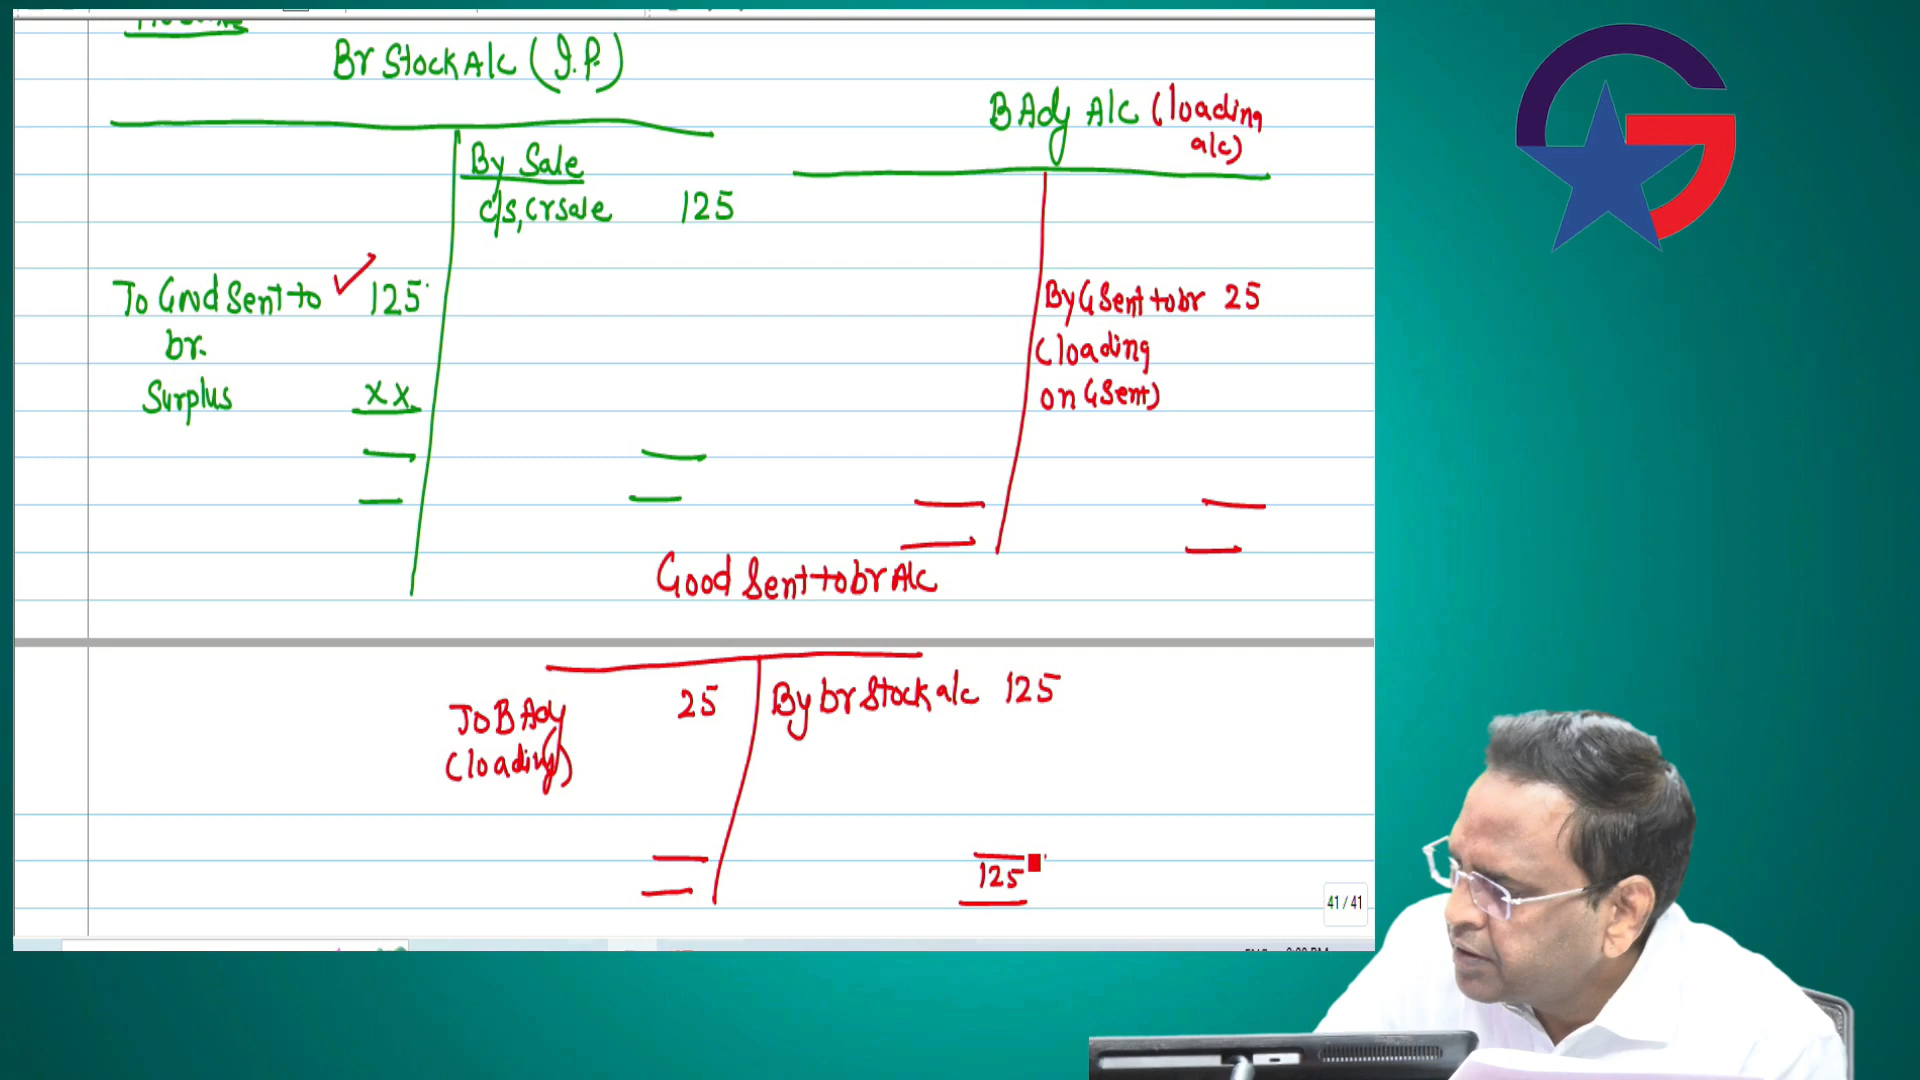 Br Stock A/c (I.P.)
B Adj A/c (loading
a/c)
By Sale
c/s, Cr Sale 125
To Good Sent to 125
br.
Surplus xx
By G Sent to br 25
(loading
on G Sent)
Good Sent to br A/c
To B Adj 25
(loading)
By br Stock a/c 125
125
41 / 41